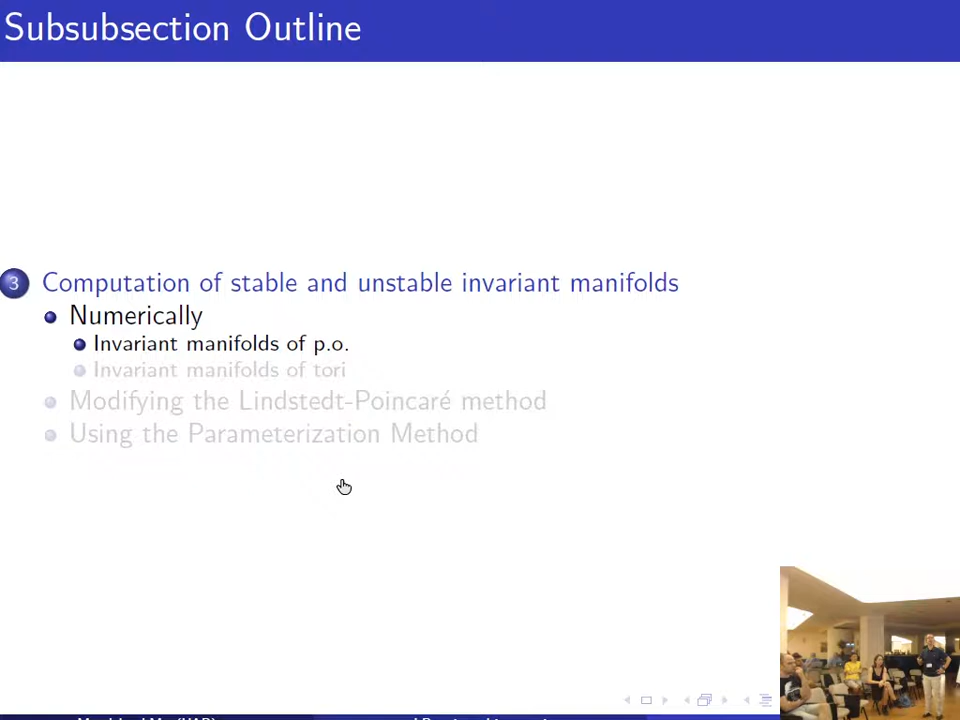 Subsubsection Outline
3 Computation of stable and unstable invariant manifolds
Numerically
Invariant manifolds of p.o.
Invariant manifolds of tori
Modifying the Lindstedt-Poincaré method
Using the Parameterization Method